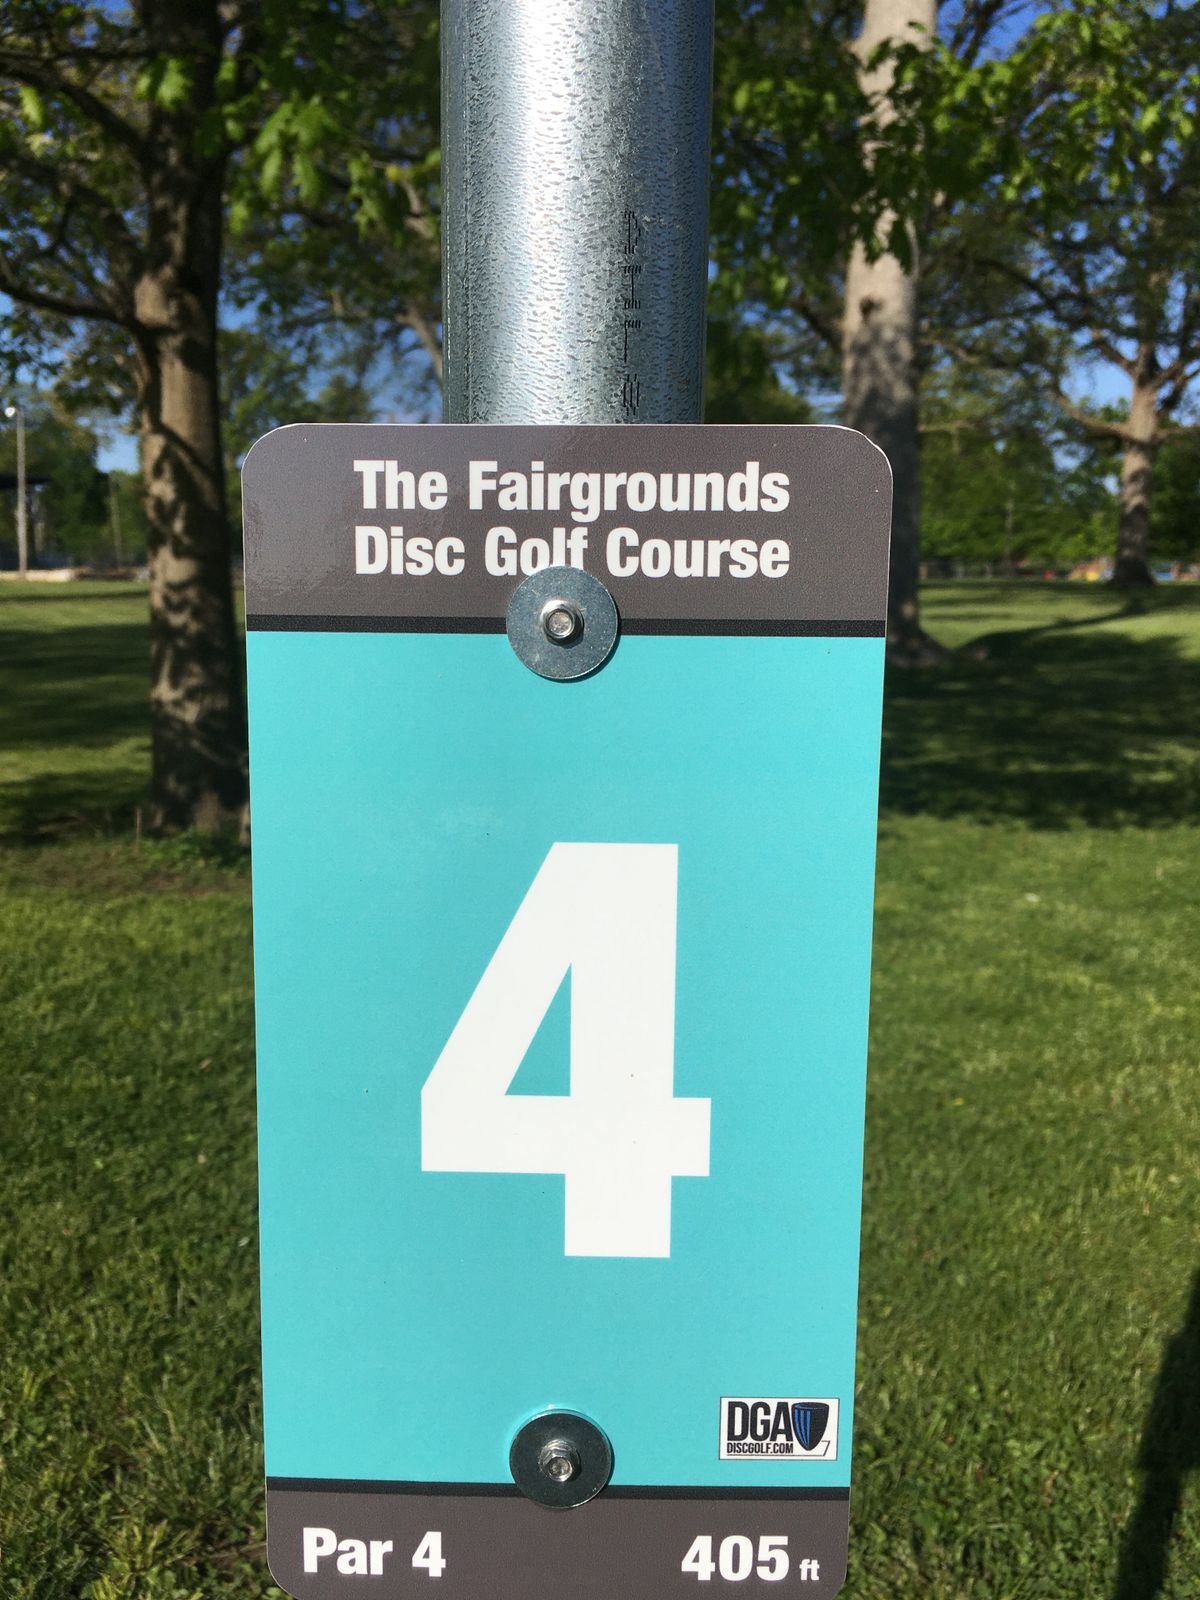 The Fairgrounds
Disc Golf Course
4
DGA
DISCGOLF.COM
Par 4
405 ft